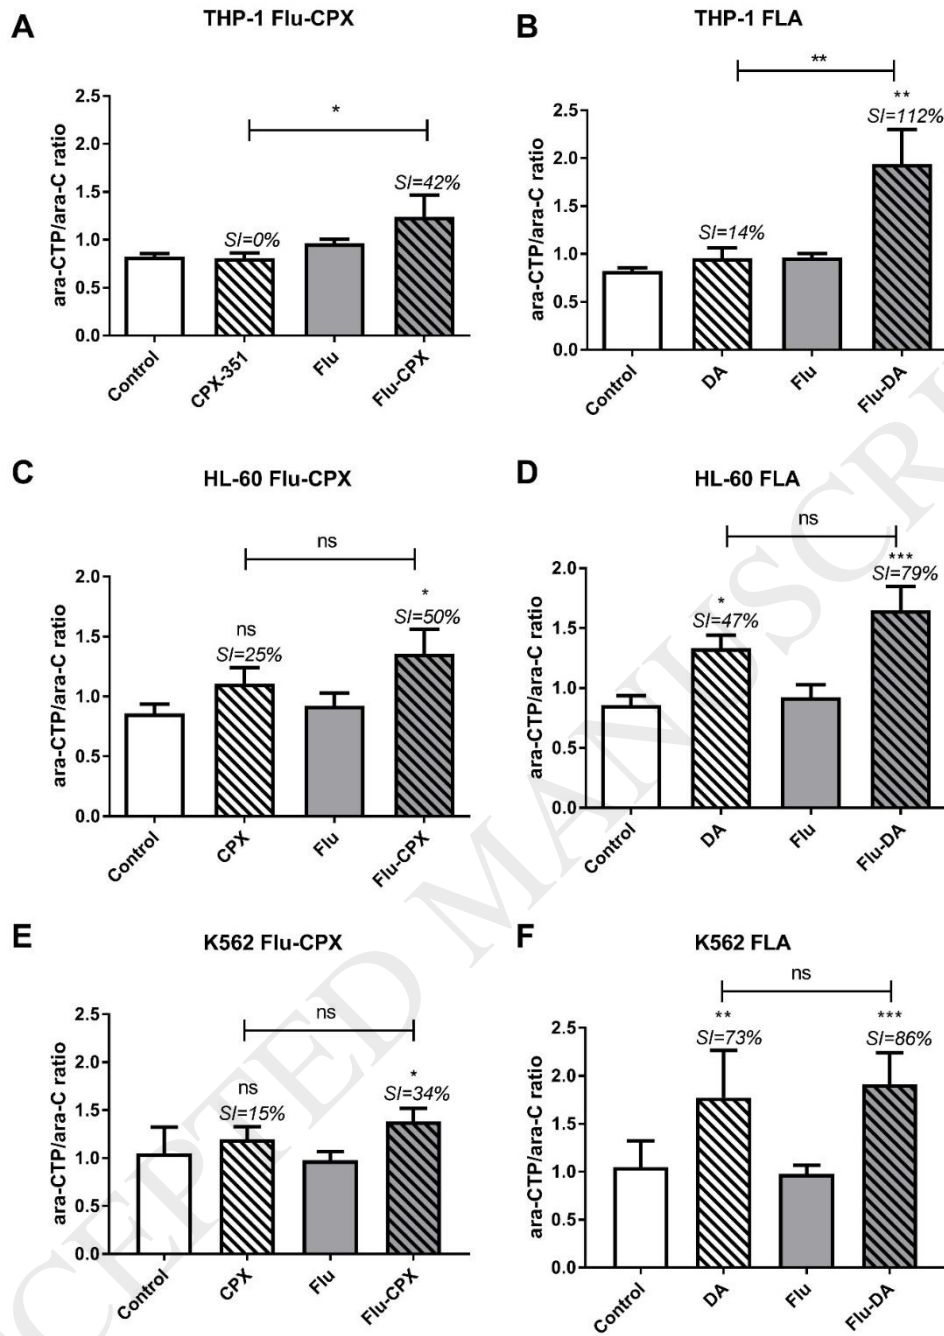 A
THP-1 Flu-CPX
*
ara-CTP/ara-C ratio
2.5
2.0
1.5
1.0
0.5
0.0
SI=0%
SI=42%
Control
CPX-351
Flu
Flu-CPX
B
THP-1 FLA
**
**
SI=112%
ara-CTP/ara-C ratio
2.5
2.0
1.5
1.0
0.5
0.0
SI=14%
Control
DA
Flu
Flu-DA
C
HL-60 Flu-CPX
ns
ara-CTP/ara-C ratio
2.0
1.5
1.0
0.5
0.0
ns
SI=25%
*
SI=50%
Control
CPX
Flu
Flu-CPX
D
HL-60 FLA
ns
ara-CTP/ara-C ratio
2.0
1.5
1.0
0.5
0.0
*
SI=47%
***
SI=79%
Control
DA
Flu
Flu-DA
E
K562 Flu-CPX
ns
ara-CTP/ara-C ratio
2.5
2.0
1.5
1.0
0.5
0.0
ns
SI=15%
*
SI=34%
Control
CPX
Flu
Flu-CPX
F
K562 FLA
ns
ara-CTP/ara-C ratio
2.5
2.0
1.5
1.0
0.5
0.0
**
SI=73%
***
SI=86%
Control
DA
Flu
Flu-DA
CCEPTED MANUSCR